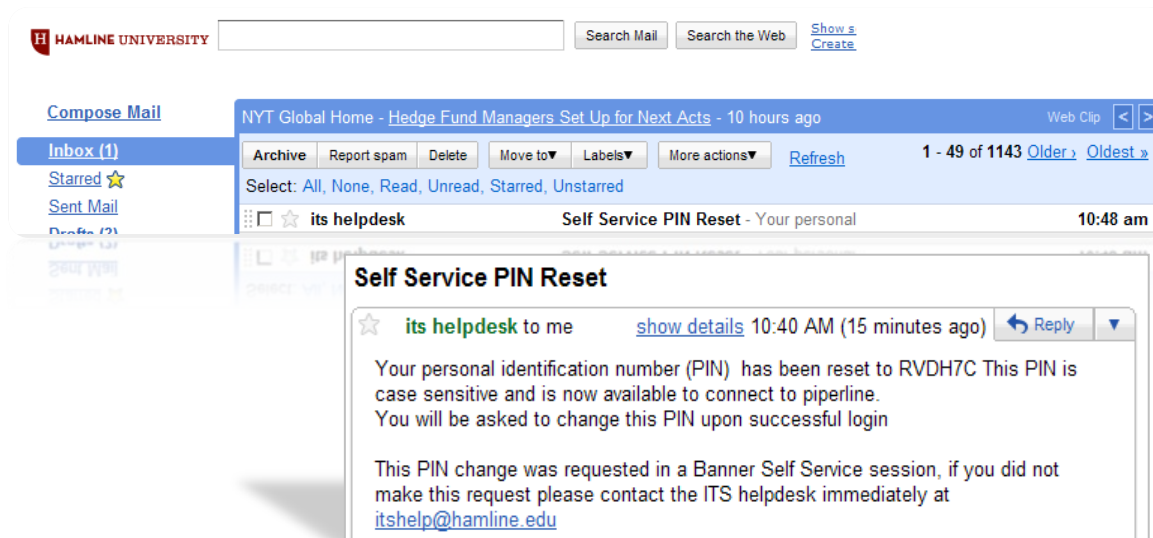 HAMLINE UNIVERSITY
Search Mail Search the Web Show s
Create
Compose Mail
NYT Global Home - Hedge Fund Managers Set Up for Next Acts - 10 hours ago Web Clip < >
Inbox (1)
Archive Report spam Delete Move to▼ Labels▼ More actions▼ Refresh 1 - 49 of 1143 Older › Oldest »
Starred
Select: All, None, Read, Unread, Starred, Unstarred
Sent Mail
its helpdesk Self Service PIN Reset - Your personal 10:48 am
Drafts (2)
Self Service PIN Reset
its helpdesk to me show details 10:40 AM (15 minutes ago) Reply ▼
Your personal identification number (PIN) has been reset to RVDH7C This PIN is
case sensitive and is now available to connect to piperline.
You will be asked to change this PIN upon successful login
This PIN change was requested in a Banner Self Service session, if you did not
make this request please contact the ITS helpdesk immediately at
itshelp@hamline.edu